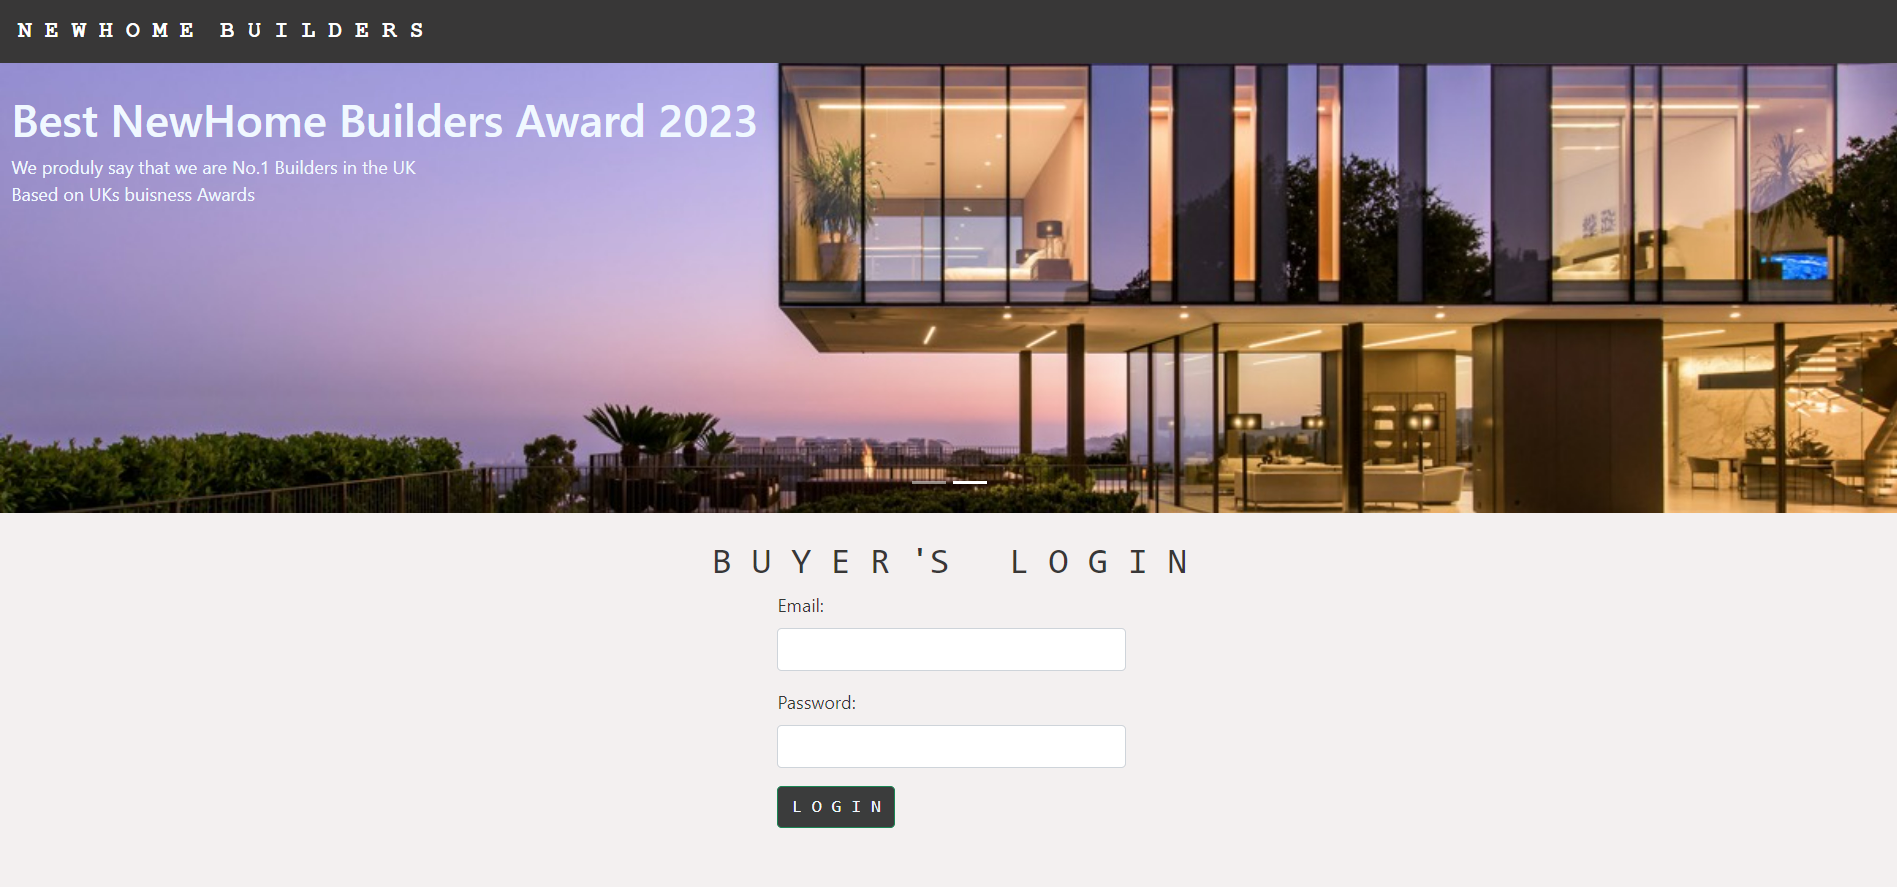 NEWHOME BUILDERS
Best NewHome Builders Award 2023
We produly say that we are No.1 Builders in the UK
Based on UKs buisness Awards
BUYER'S LOGIN
Email:
Password:
LOGIN